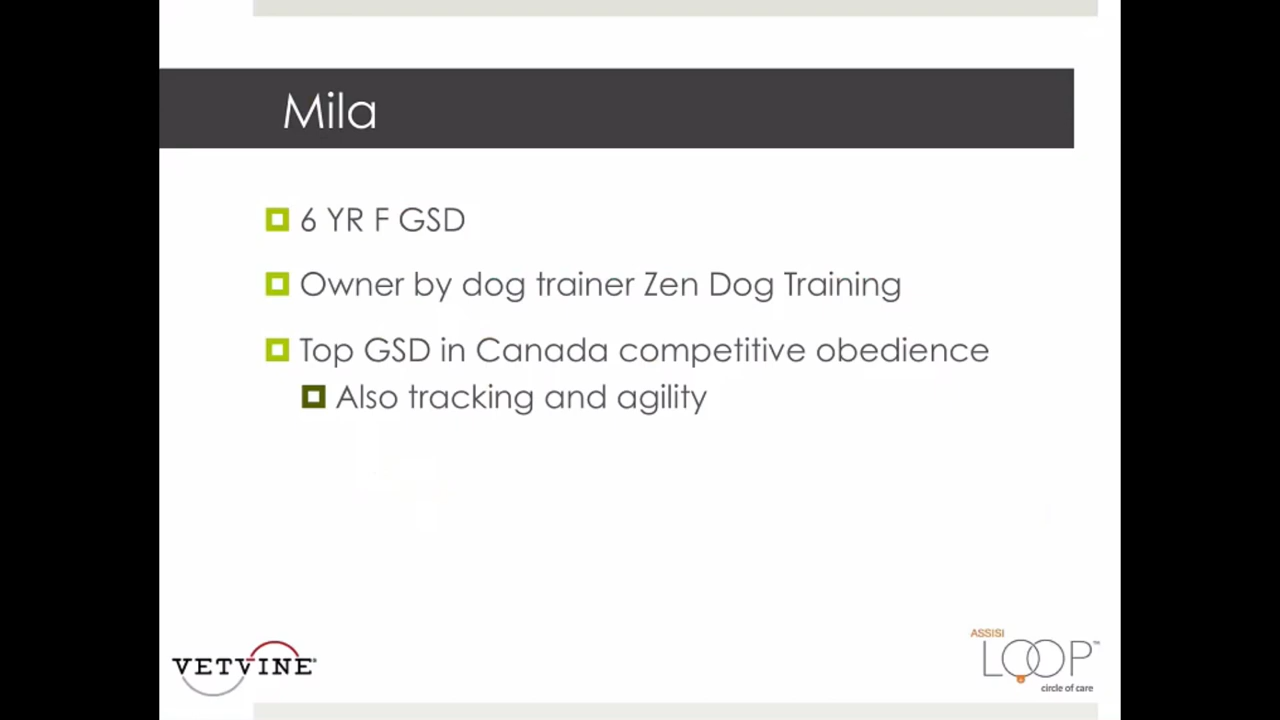 Mila
6 YR F GSD
Owner by dog trainer Zen Dog Training
Top GSD in Canada competitive obedience
Also tracking and agility
VETVINE®
ASSISI
LOOP™
circle of care